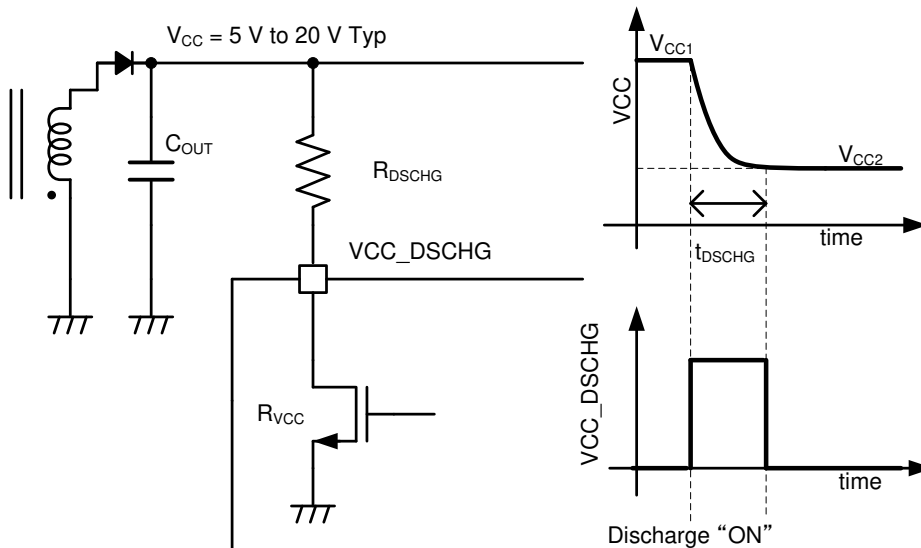 V_CC = 5 V to 20 V Typ
C_OUT
R_DSCHG
VCC_DSCHG
R_VCC
VCC
V_CC1
V_CC2
time
t_DSCHG
VCC_DSCHG
time
Discharge “ON”